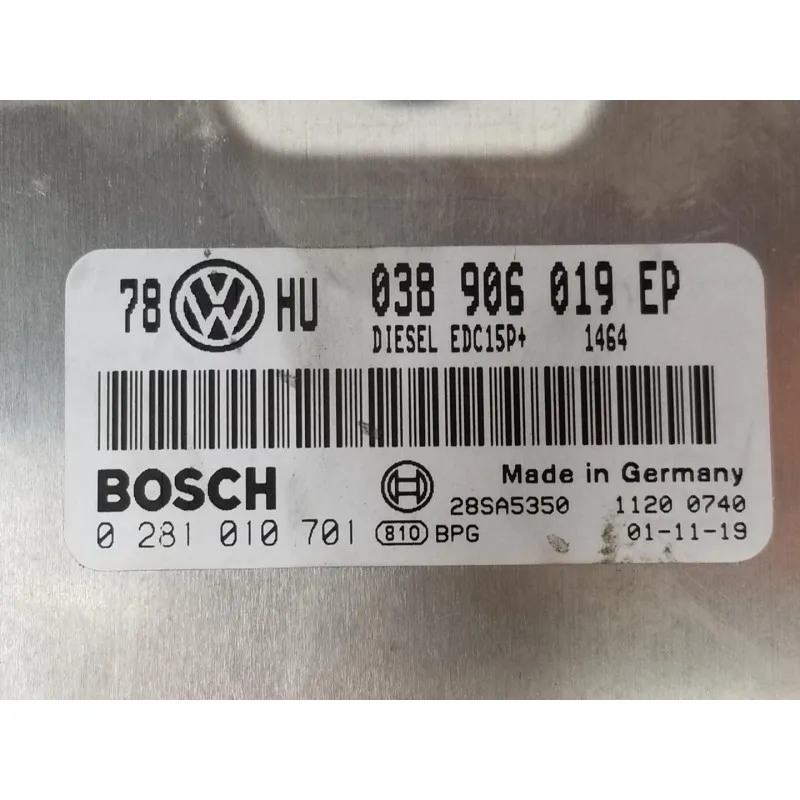 78 VW HU 038 906 019 EP
DIESEL EDC15P+ 1464
BOSCH Made in Germany
28SA5350 1120 0740
0 281 010 701 810 BPG 01-11-19